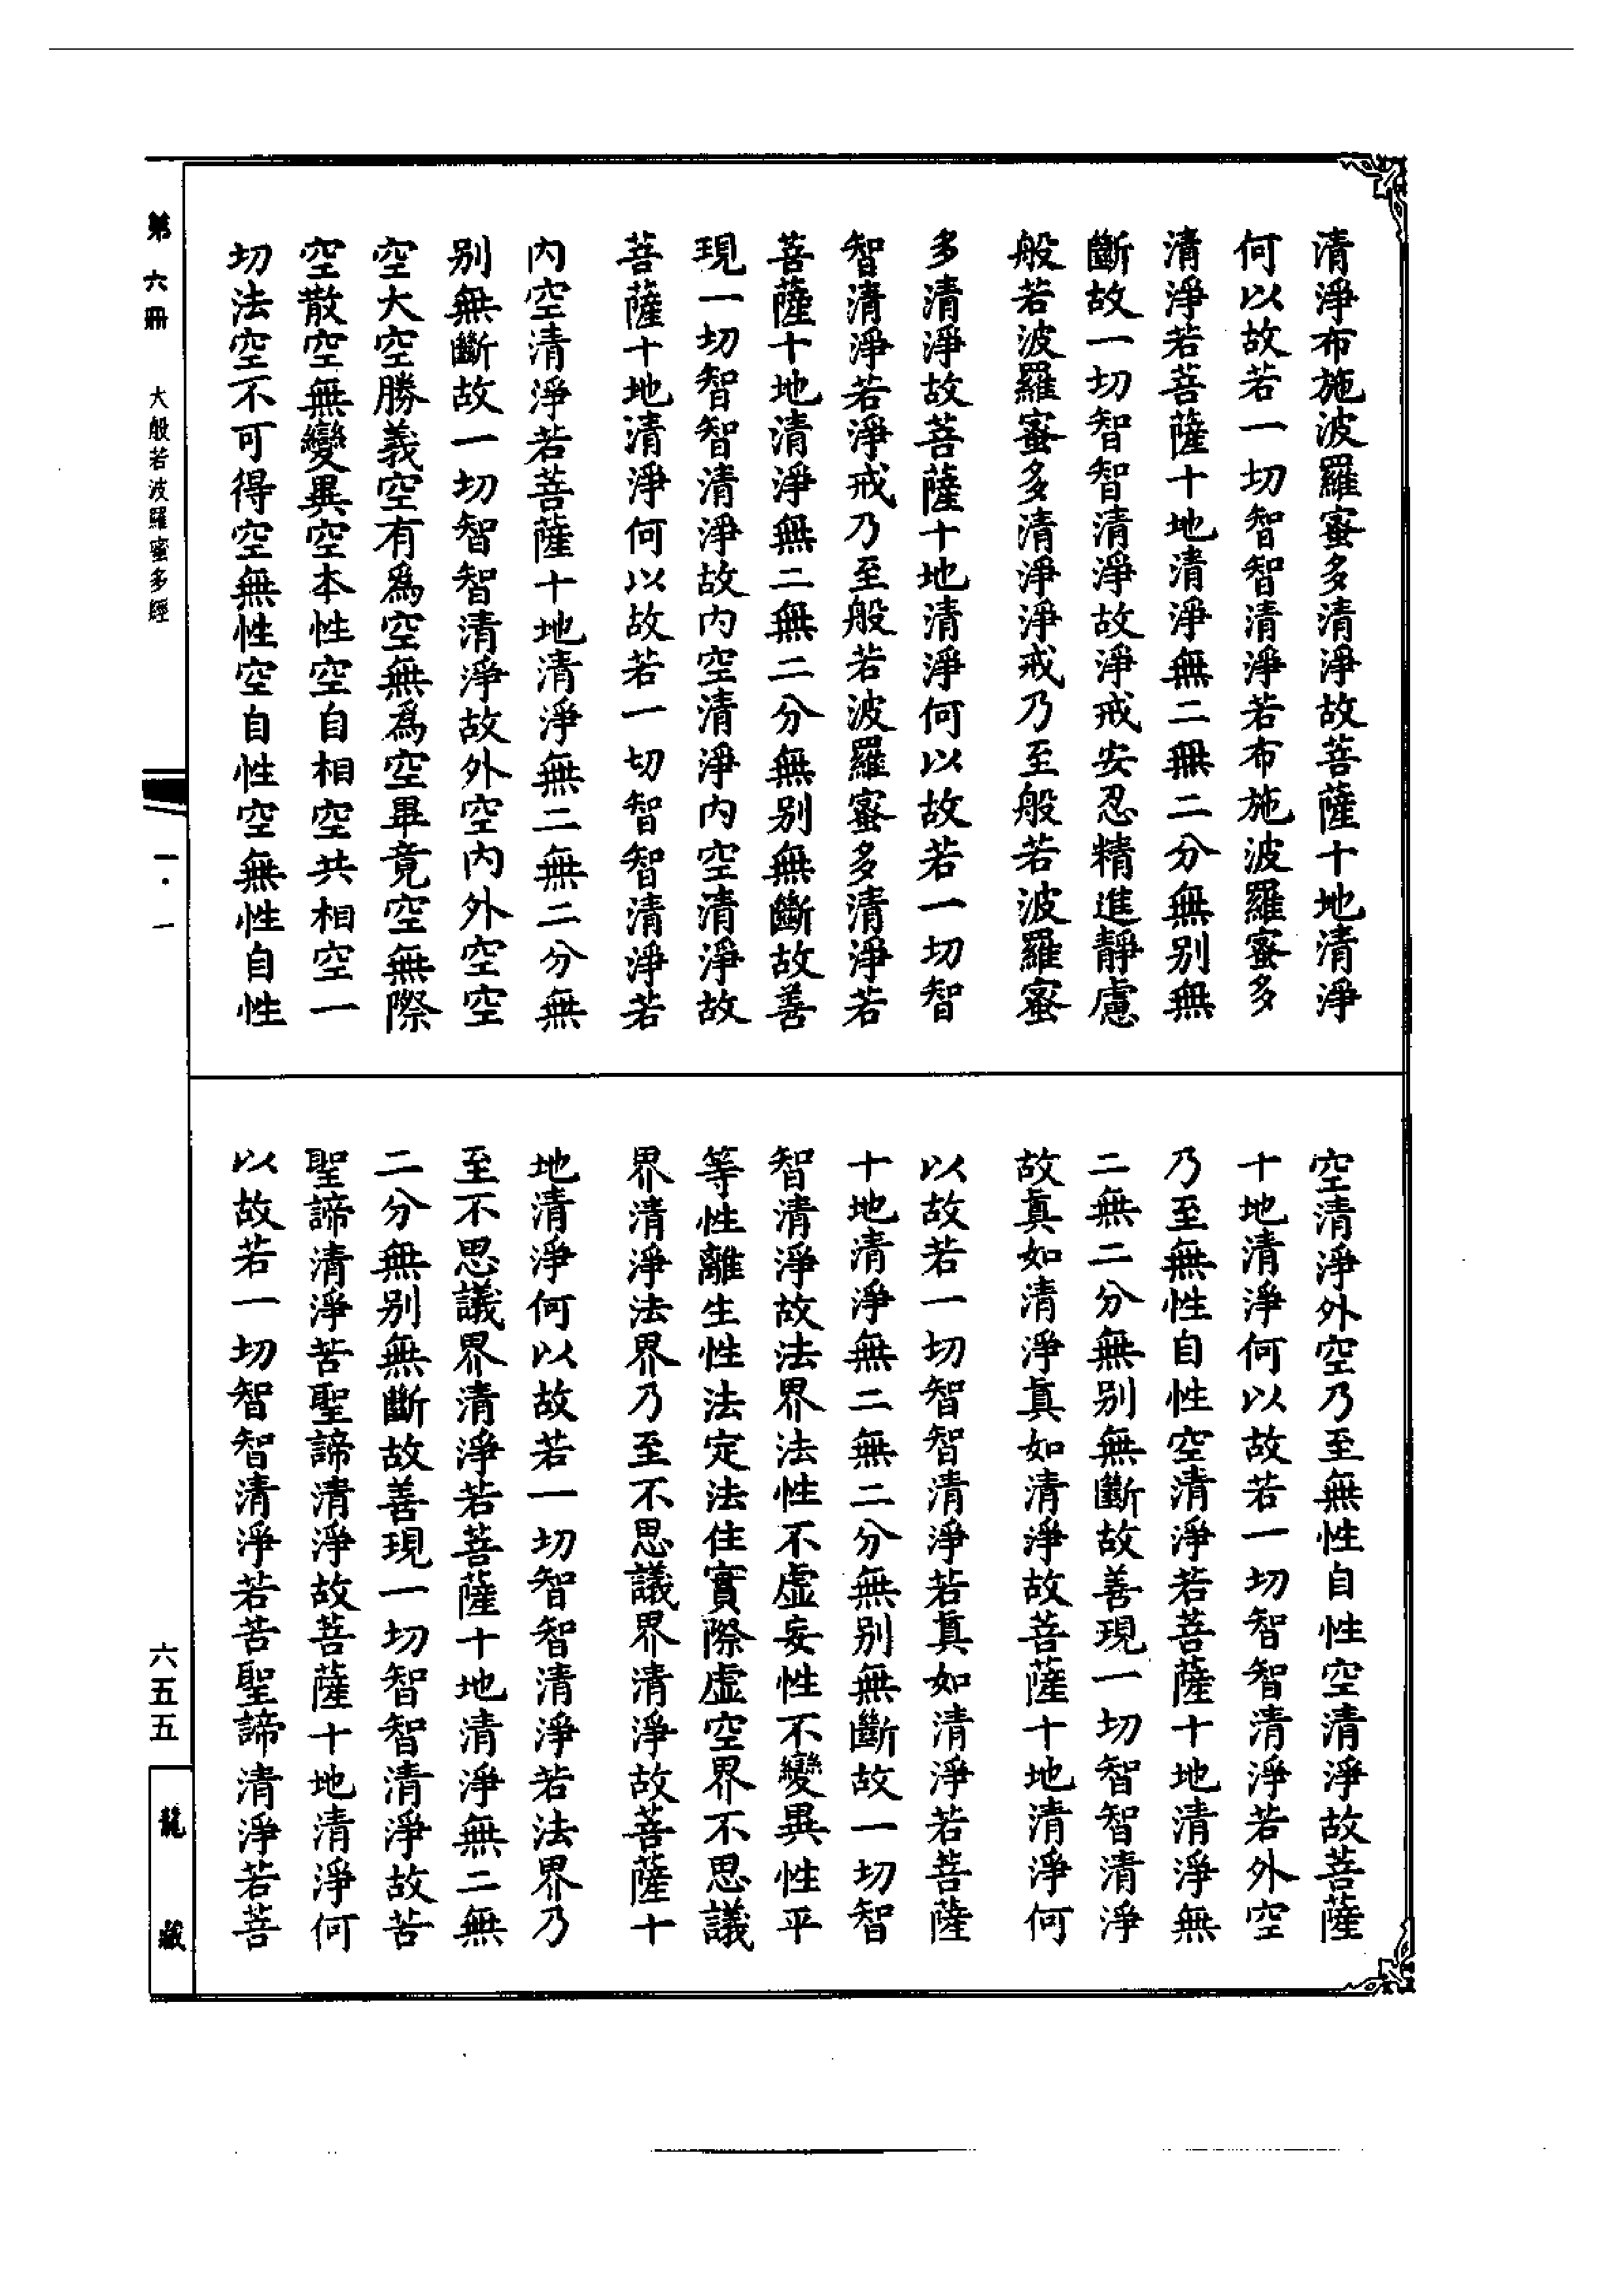 清淨布施波羅蜜多清淨故菩薩十地清淨
何以故若一切智智清淨若布施波羅蜜多
清淨若菩薩十地清淨無二無二分無别無
斷故一切智智清淨故淨戒安忍精進靜慮
般若波羅蜜多清淨淨戒乃至般若波羅蜜
多清淨故菩薩十地清淨何以故若一切智
智清淨若淨戒乃至般若波羅蜜多清淨若
菩薩十地清淨無二無二分無别無斷故善
現一切智智清淨故内空清淨内空清淨故
菩薩十地清淨何以故若一切智智清淨若
内空清淨若菩薩十地清淨無二無二分無
别無斷故一切智智清淨故外空内外空空
空大空勝義空有爲空無爲空畢竟空無際
空散空無變異空本性空自相空共相空一
切法空不可得空無性空自性空無性自性
空清淨外空乃至無性自性空清淨故菩薩
十地清淨何以故若一切智智清淨若外空
乃至無性自性空清淨若菩薩十地清淨無
二無二分無别無斷故善現一切智智清淨
故真如清淨真如清淨故菩薩十地清淨何
以故若一切智智清淨若真如清淨若菩薩
十地清淨無二無二分無别無斷故一切智
智清淨故法界法性不虛妄性不變異性平
等性離生性法定法住實際虛空界不思議
界清淨法界乃至不思議界清淨故菩薩十
地清淨何以故若一切智智清淨若法界乃
至不思議界清淨若菩薩十地清淨無二無
二分無别無斷故善現一切智智清淨故苦
聖諦清淨苦聖諦清淨故菩薩十地清淨何
以故若一切智智清淨若苦聖諦清淨若菩
第六冊 大般若波羅蜜多經 一·一 六五五 龍藏